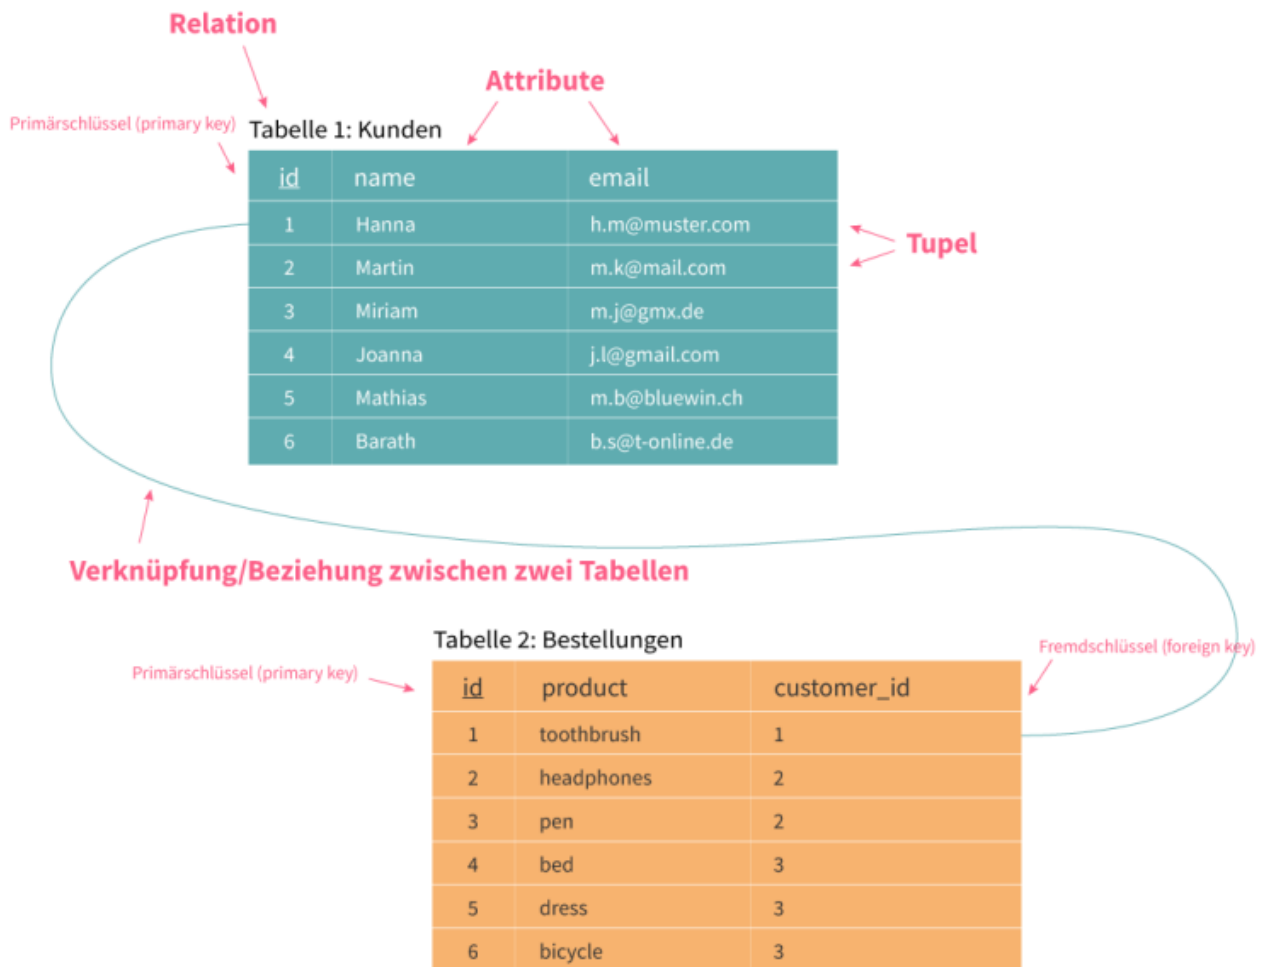 Relation
Attribute
Primärschlüssel (primary key)
Tabelle 1: Kunden
id name email
1 Hanna h.m@muster.com
2 Martin m.k@mail.com
3 Miriam m.j@gmx.de
4 Joanna j.l@gmail.com
5 Mathias m.b@bluewin.ch
6 Barath b.s@t-online.de
Tupel
Verknüpfung/Beziehung zwischen zwei Tabellen
Tabelle 2: Bestellungen
Primärschlüssel (primary key)
Fremdschlüssel (foreign key)
id product customer_id
1 toothbrush 1
2 headphones 2
3 pen 2
4 bed 3
5 dress 3
6 bicycle 3